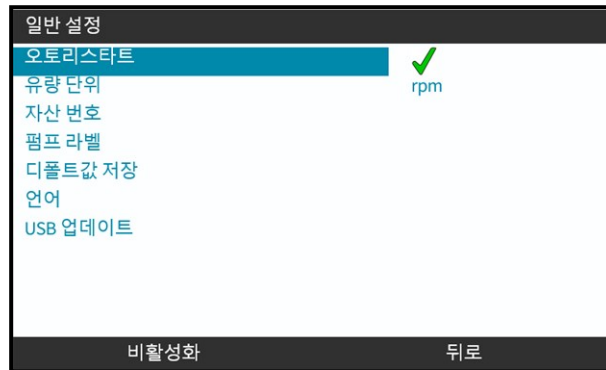 일반 설정
오토리스타트
유량 단위 rpm
자산 번호
펌프 라벨
디폴트값 저장
언어
USB 업데이트
비활성화 뒤로